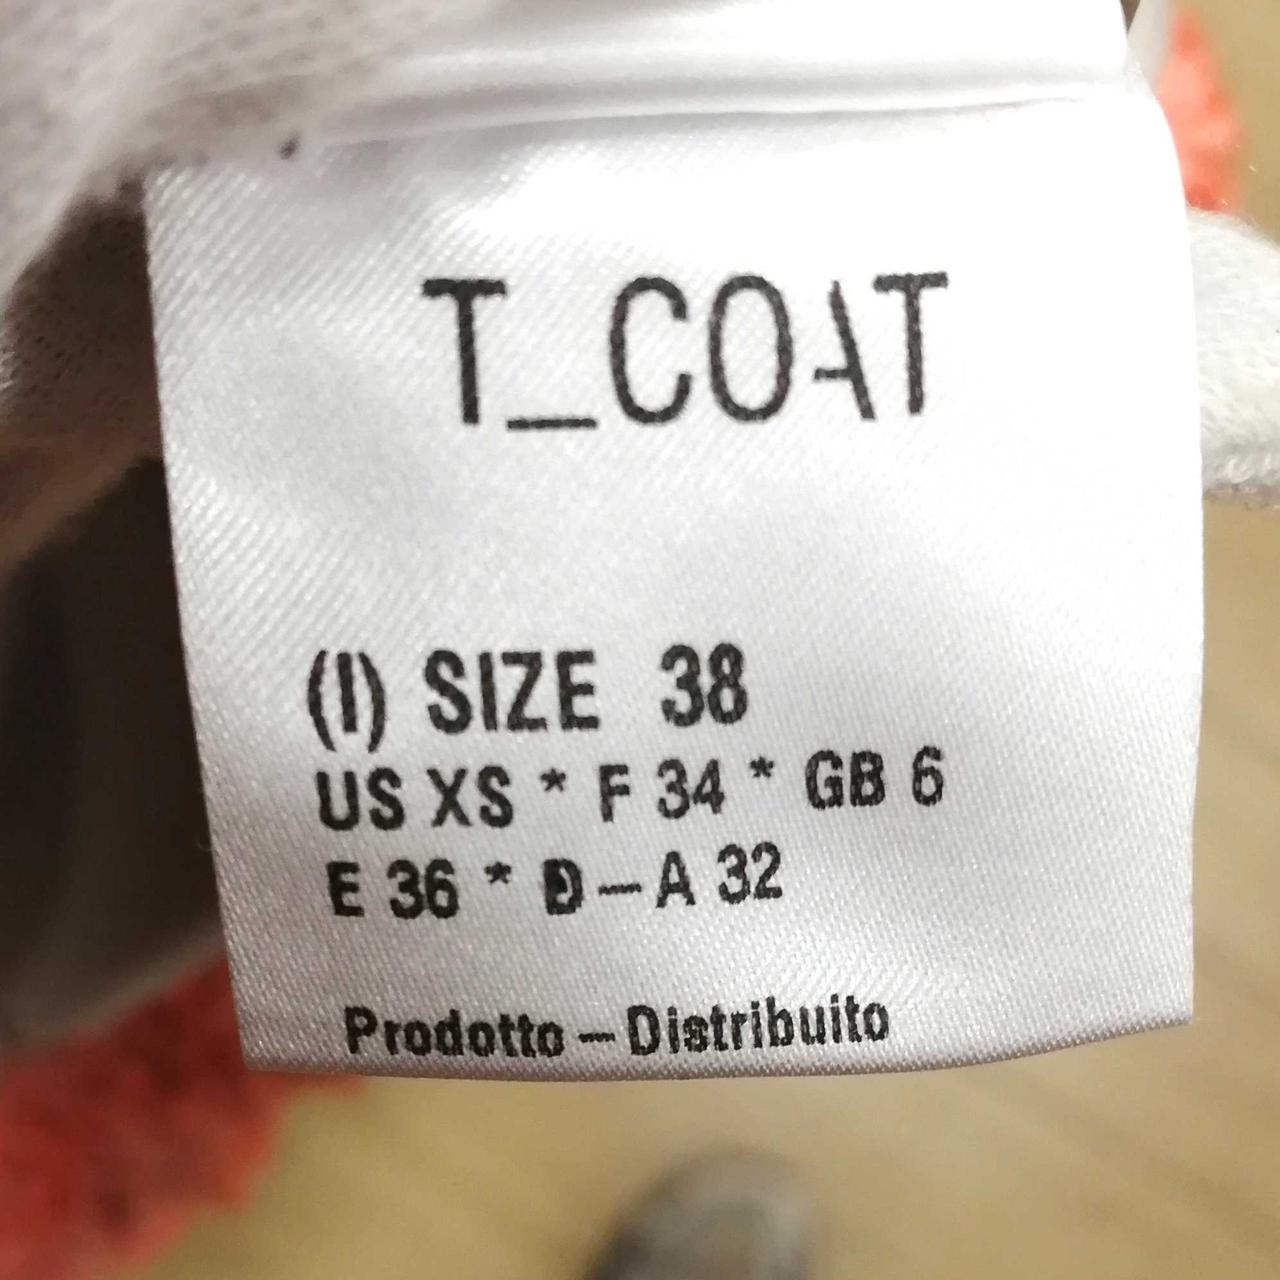 T_COAT
(I) SIZE 38
US XS * F 34 * GB 6
E 36 * D-A 32
Prodotto - Distribuito